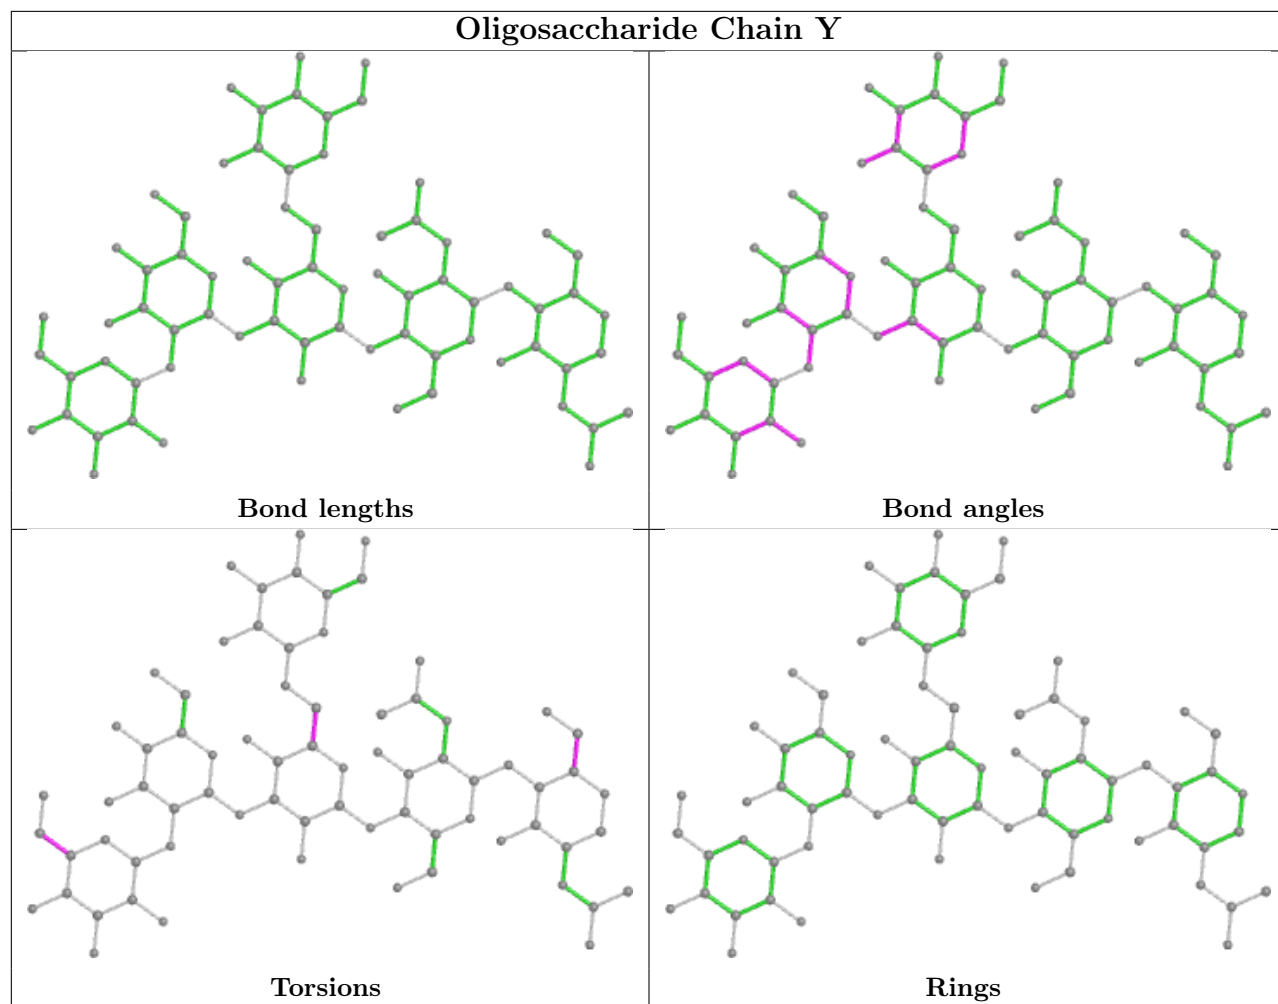 Oligosaccharide Chain Y
Bond lengths
Bond angles
Torsions
Rings